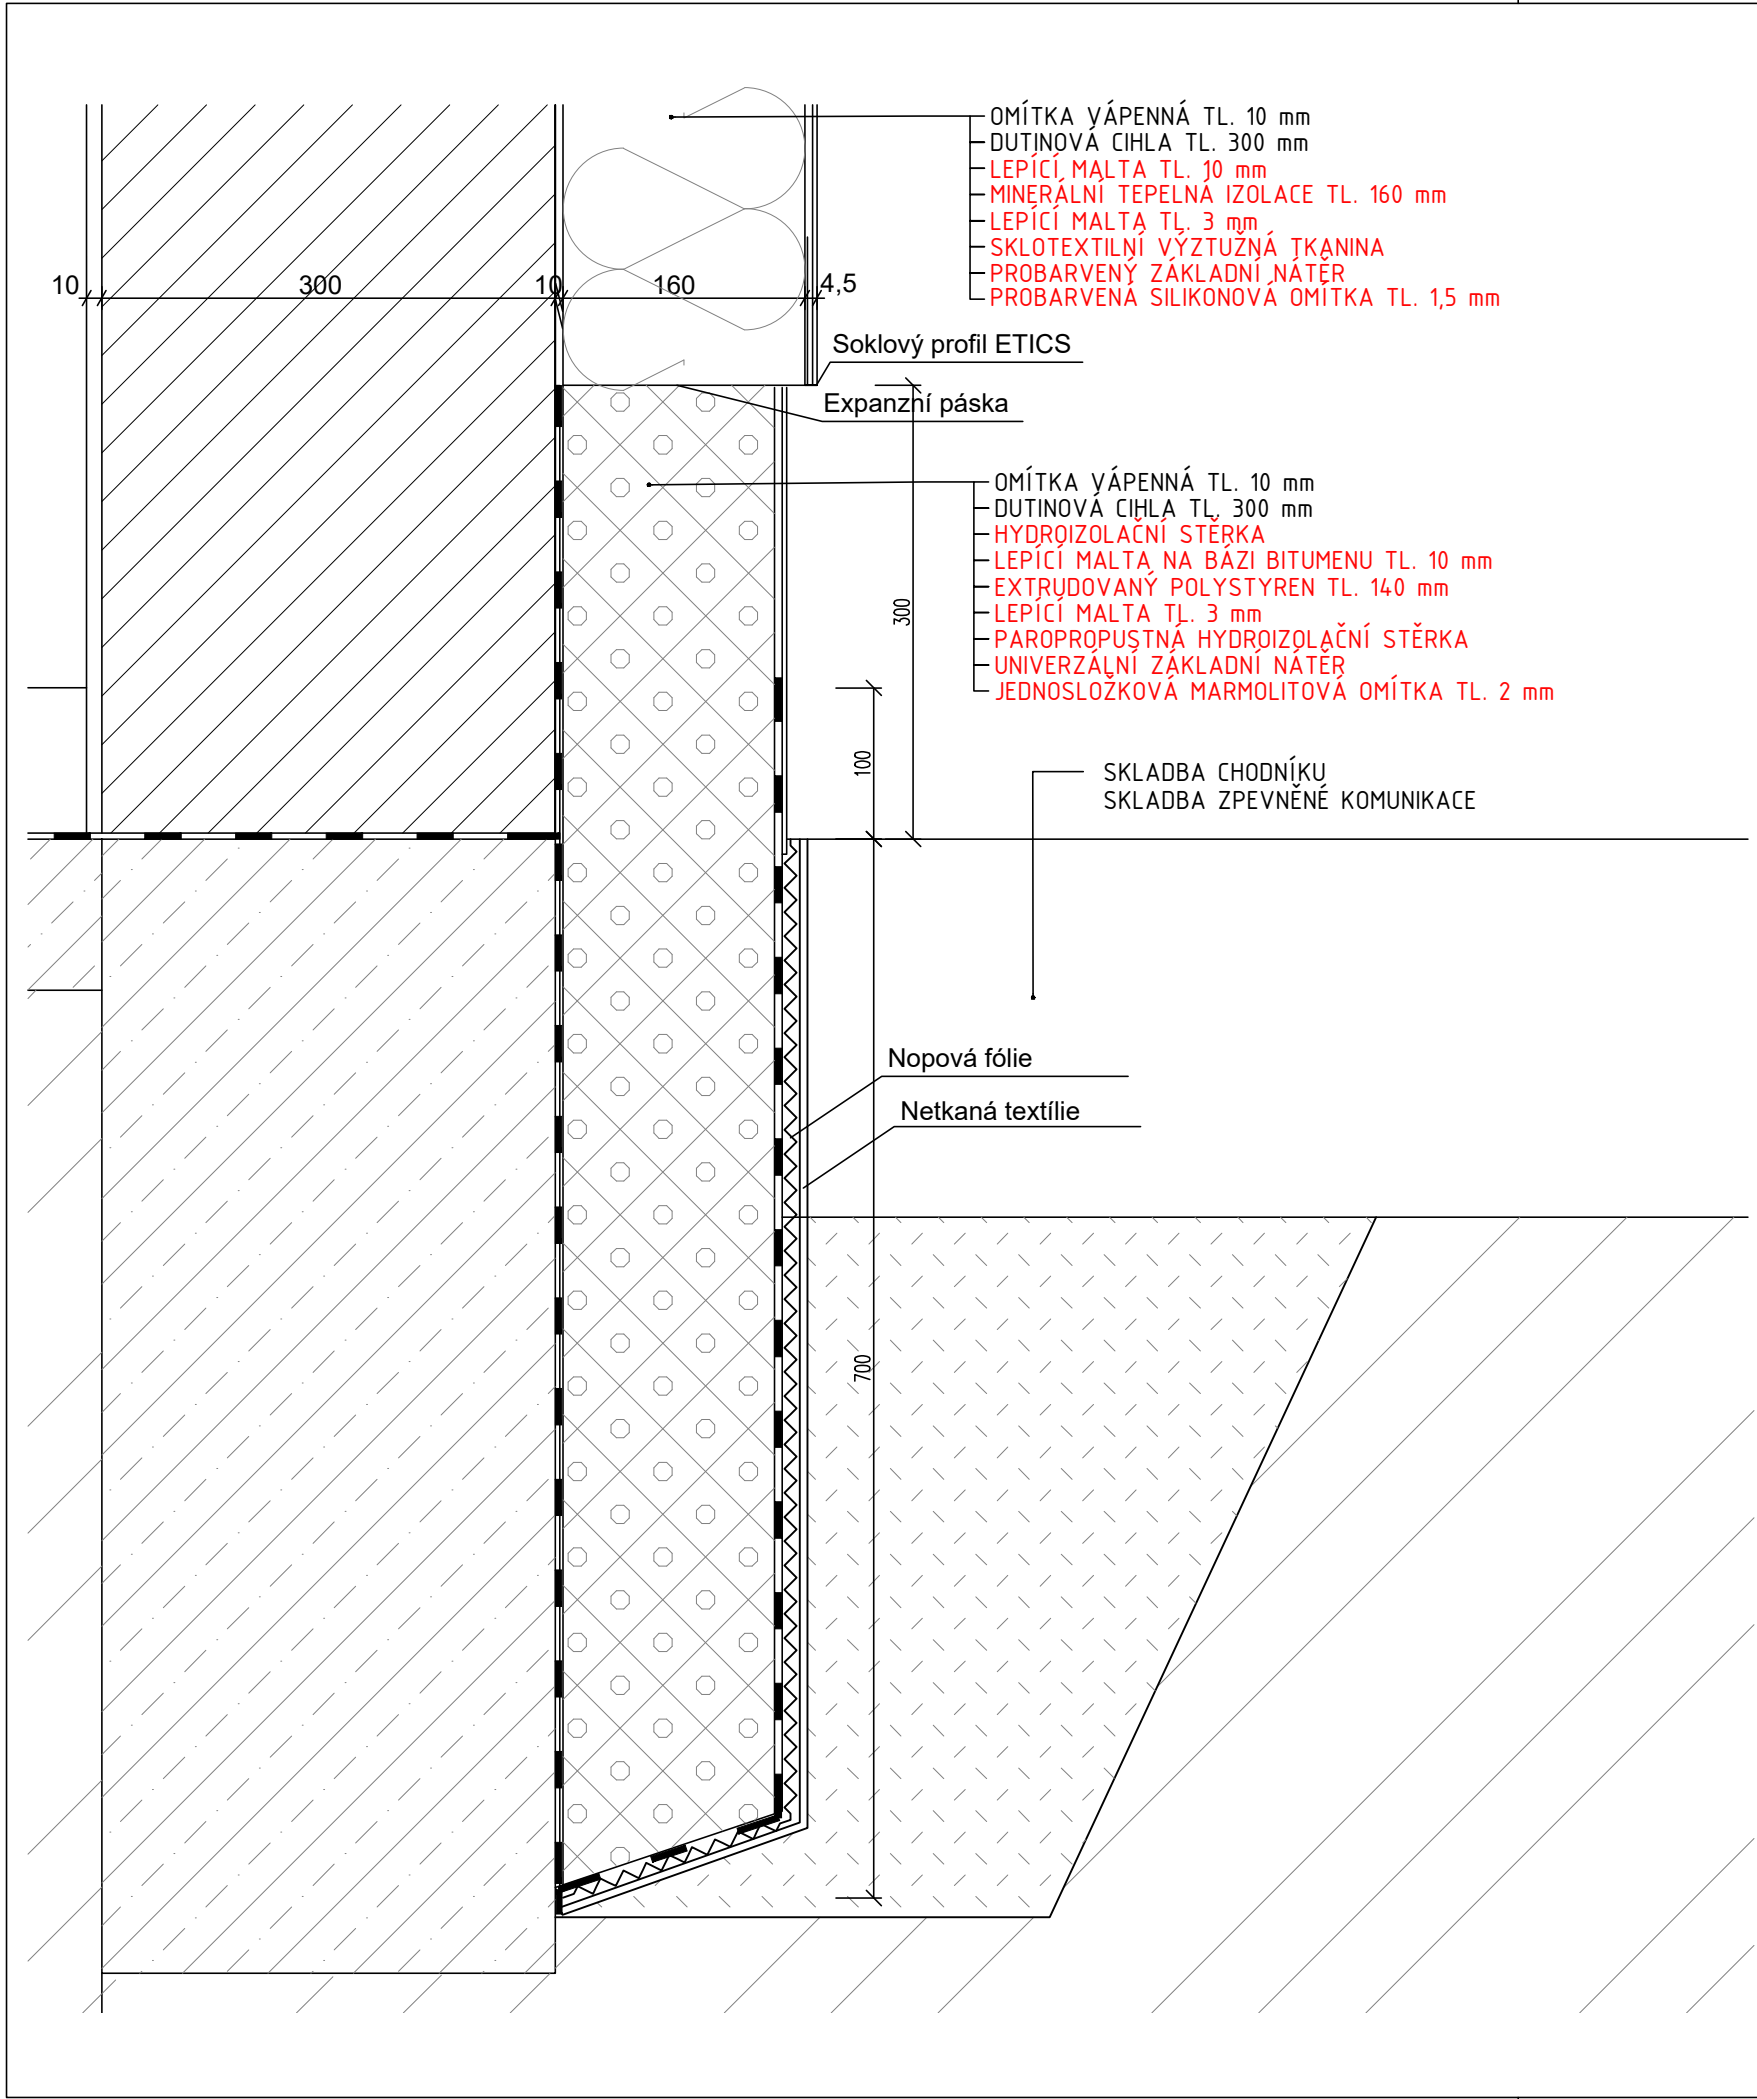 OMÍTKA VÁPENNÁ TL. 10 mm
DUTINOVÁ CIHLA TL. 300 mm
LEPÍCÍ MALTA TL. 10 mm
MINERÁLNÍ TEPELNÁ IZOLACE TL. 160 mm
LEPÍCÍ MALTA TL. 3 mm
SKLOTEXTILNÍ VÝZTUŽNÁ TKANINA
PROBARVENÝ ZÁKLADNÍ NÁTĚR
PROBARVENÁ SILIKONOVÁ OMÍTKA TL. 1,5 mm
10 300 10 160 4,5
Soklový profil ETICS
Expanzní páska
OMÍTKA VÁPENNÁ TL. 10 mm
DUTINOVÁ CIHLA TL. 300 mm
HYDROIZOLAČNÍ STĚRKA
LEPÍCÍ MALTA NA BÁZI BITUMENU TL. 10 mm
EXTRUDOVANÝ POLYSTYREN TL. 140 mm
LEPÍCÍ MALTA TL. 3 mm
PAROPROPUSTNÁ HYDROIZOLAČNÍ STĚRKA
UNIVERZÁLNÍ ZÁKLADNÍ NÁTĚR
JEDNOSLOŽKOVÁ MARMOLITOVÁ OMÍTKA TL. 2 mm
300
100
SKLADBA CHODNÍKU
SKLADBA ZPEVNĚNÉ KOMUNIKACE
Nopová fólie
Netkaná textílie
700